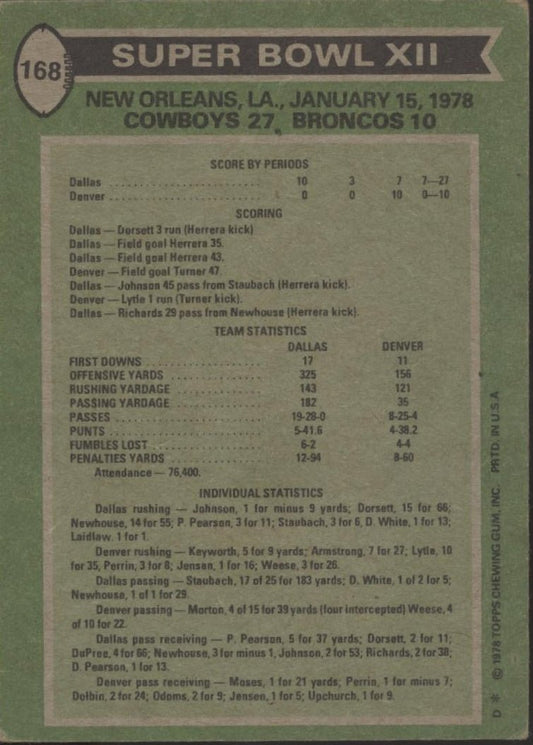 168
SUPER BOWL XII
NEW ORLEANS, LA., JANUARY 15, 1978
COWBOYS 27, BRONCOS 10
SCORE BY PERIODS
Dallas 10 3 7 7—27
Denver 0 0 10 0—10
SCORING
Dallas — Dorsett 3 run (Herrera kick)
Dallas — Field goal Herrera 35.
Dallas — Field goal Herrera 43.
Denver — Field goal Turner 47.
Dallas — Johnson 45 pass from Staubach (Herrera kick).
Denver — Lytle 1 run (Turner kick).
Dallas — Richards 29 pass from Newhouse (Herrera kick).
TEAM STATISTICS
DALLAS DENVER
FIRST DOWNS 17 11
OFFENSIVE YARDS 325 156
RUSHING YARDAGE 143 121
PASSING YARDAGE 182 35
PASSES 19-28-0 8-25-4
PUNTS 5-41.6 4-38.2
FUMBLES LOST 6-2 4-4
PENALTIES YARDS 12-94 8-60
Attendance — 76,400.
INDIVIDUAL STATISTICS
Dallas rushing — Johnson, 1 for minus 9 yards; Dorsett, 15 for 66;
Newhouse, 14 for 55; P. Pearson, 3 for 11; Staubach, 3 for 6, D. White, 1 for 13;
Laidlaw, 1 for 1.
Denver rushing — Keyworth, 5 for 9 yards; Armstrong, 7 for 27; Lytle, 10
for 35, Perrin, 3 for 8; Jensen, 1 for 16; Weese, 3 for 26.
Dallas passing — Staubach, 17 of 25 for 183 yards; D. White, 1 of 2 for 5;
Newhouse, 1 of 1 for 29.
Denver passing — Morton, 4 of 15 for 39 yards (four intercepted) Weese, 4
of 10 for 22.
Dallas pass receiving — P. Pearson, 5 for 37 yards; Dorsett, 2 for 11;
DuPree, 4 for 66; Newhouse, 3 for minus 1, Johnson, 2 for 53; Richards, 2 for 38;
D. Pearson, 1 for 13.
Denver pass receiving — Moses, 1 for 21 yards; Perrin, 1 for minus 7;
Dolbin, 2 for 24; Odoms, 2 for 9; Jensen, 1 for 5; Upchurch, 1 for 9.
D * © 1978 TOPPS CHEWING GUM, INC. PRTD. IN U.S.A